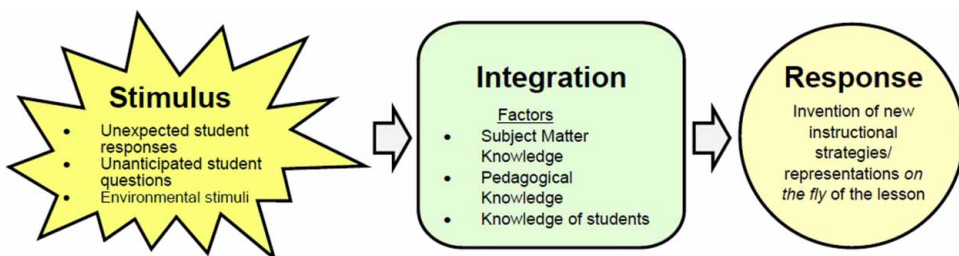 Stimulus
• Unexpected student
responses
• Unanticipated student
questions
• Environmental stimuli
Integration
Factors
• Subject Matter
Knowledge
• Pedagogical
Knowledge
• Knowledge of students
Response
Invention of new
instructional
strategies/
representations on
the fly of the lesson